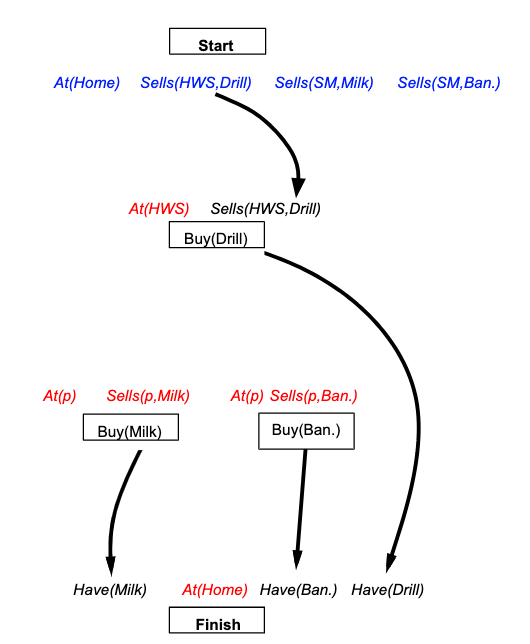 Start
At(Home) Sells(HWS,Drill) Sells(SM,Milk) Sells(SM,Ban.)
At(HWS) Sells(HWS,Drill)
Buy(Drill)
At(p) Sells(p,Milk) At(p) Sells(p,Ban.)
Buy(Milk) Buy(Ban.)
Have(Milk) At(Home) Have(Ban.) Have(Drill)
Finish